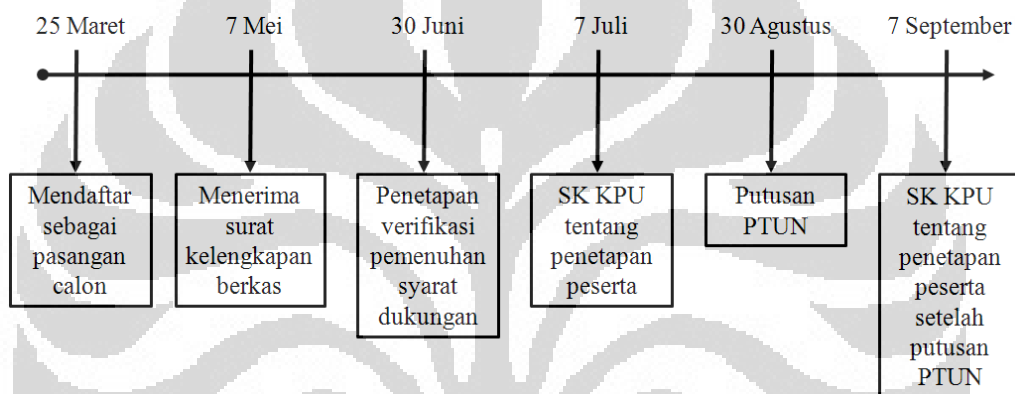 25 Maret
7 Mei
30 Juni
7 Juli
30 Agustus
7 September
Mendaftar
sebagai
pasangan
calon
Menerima
surat
kelengkapan
berkas
Penetapan
verifikasi
pemenuhan
syarat
dukungan
SK KPU
tentang
penetapan
peserta
Putusan
PTUN
SK KPU
tentang
penetapan
peserta
setelah
putusan
PTUN